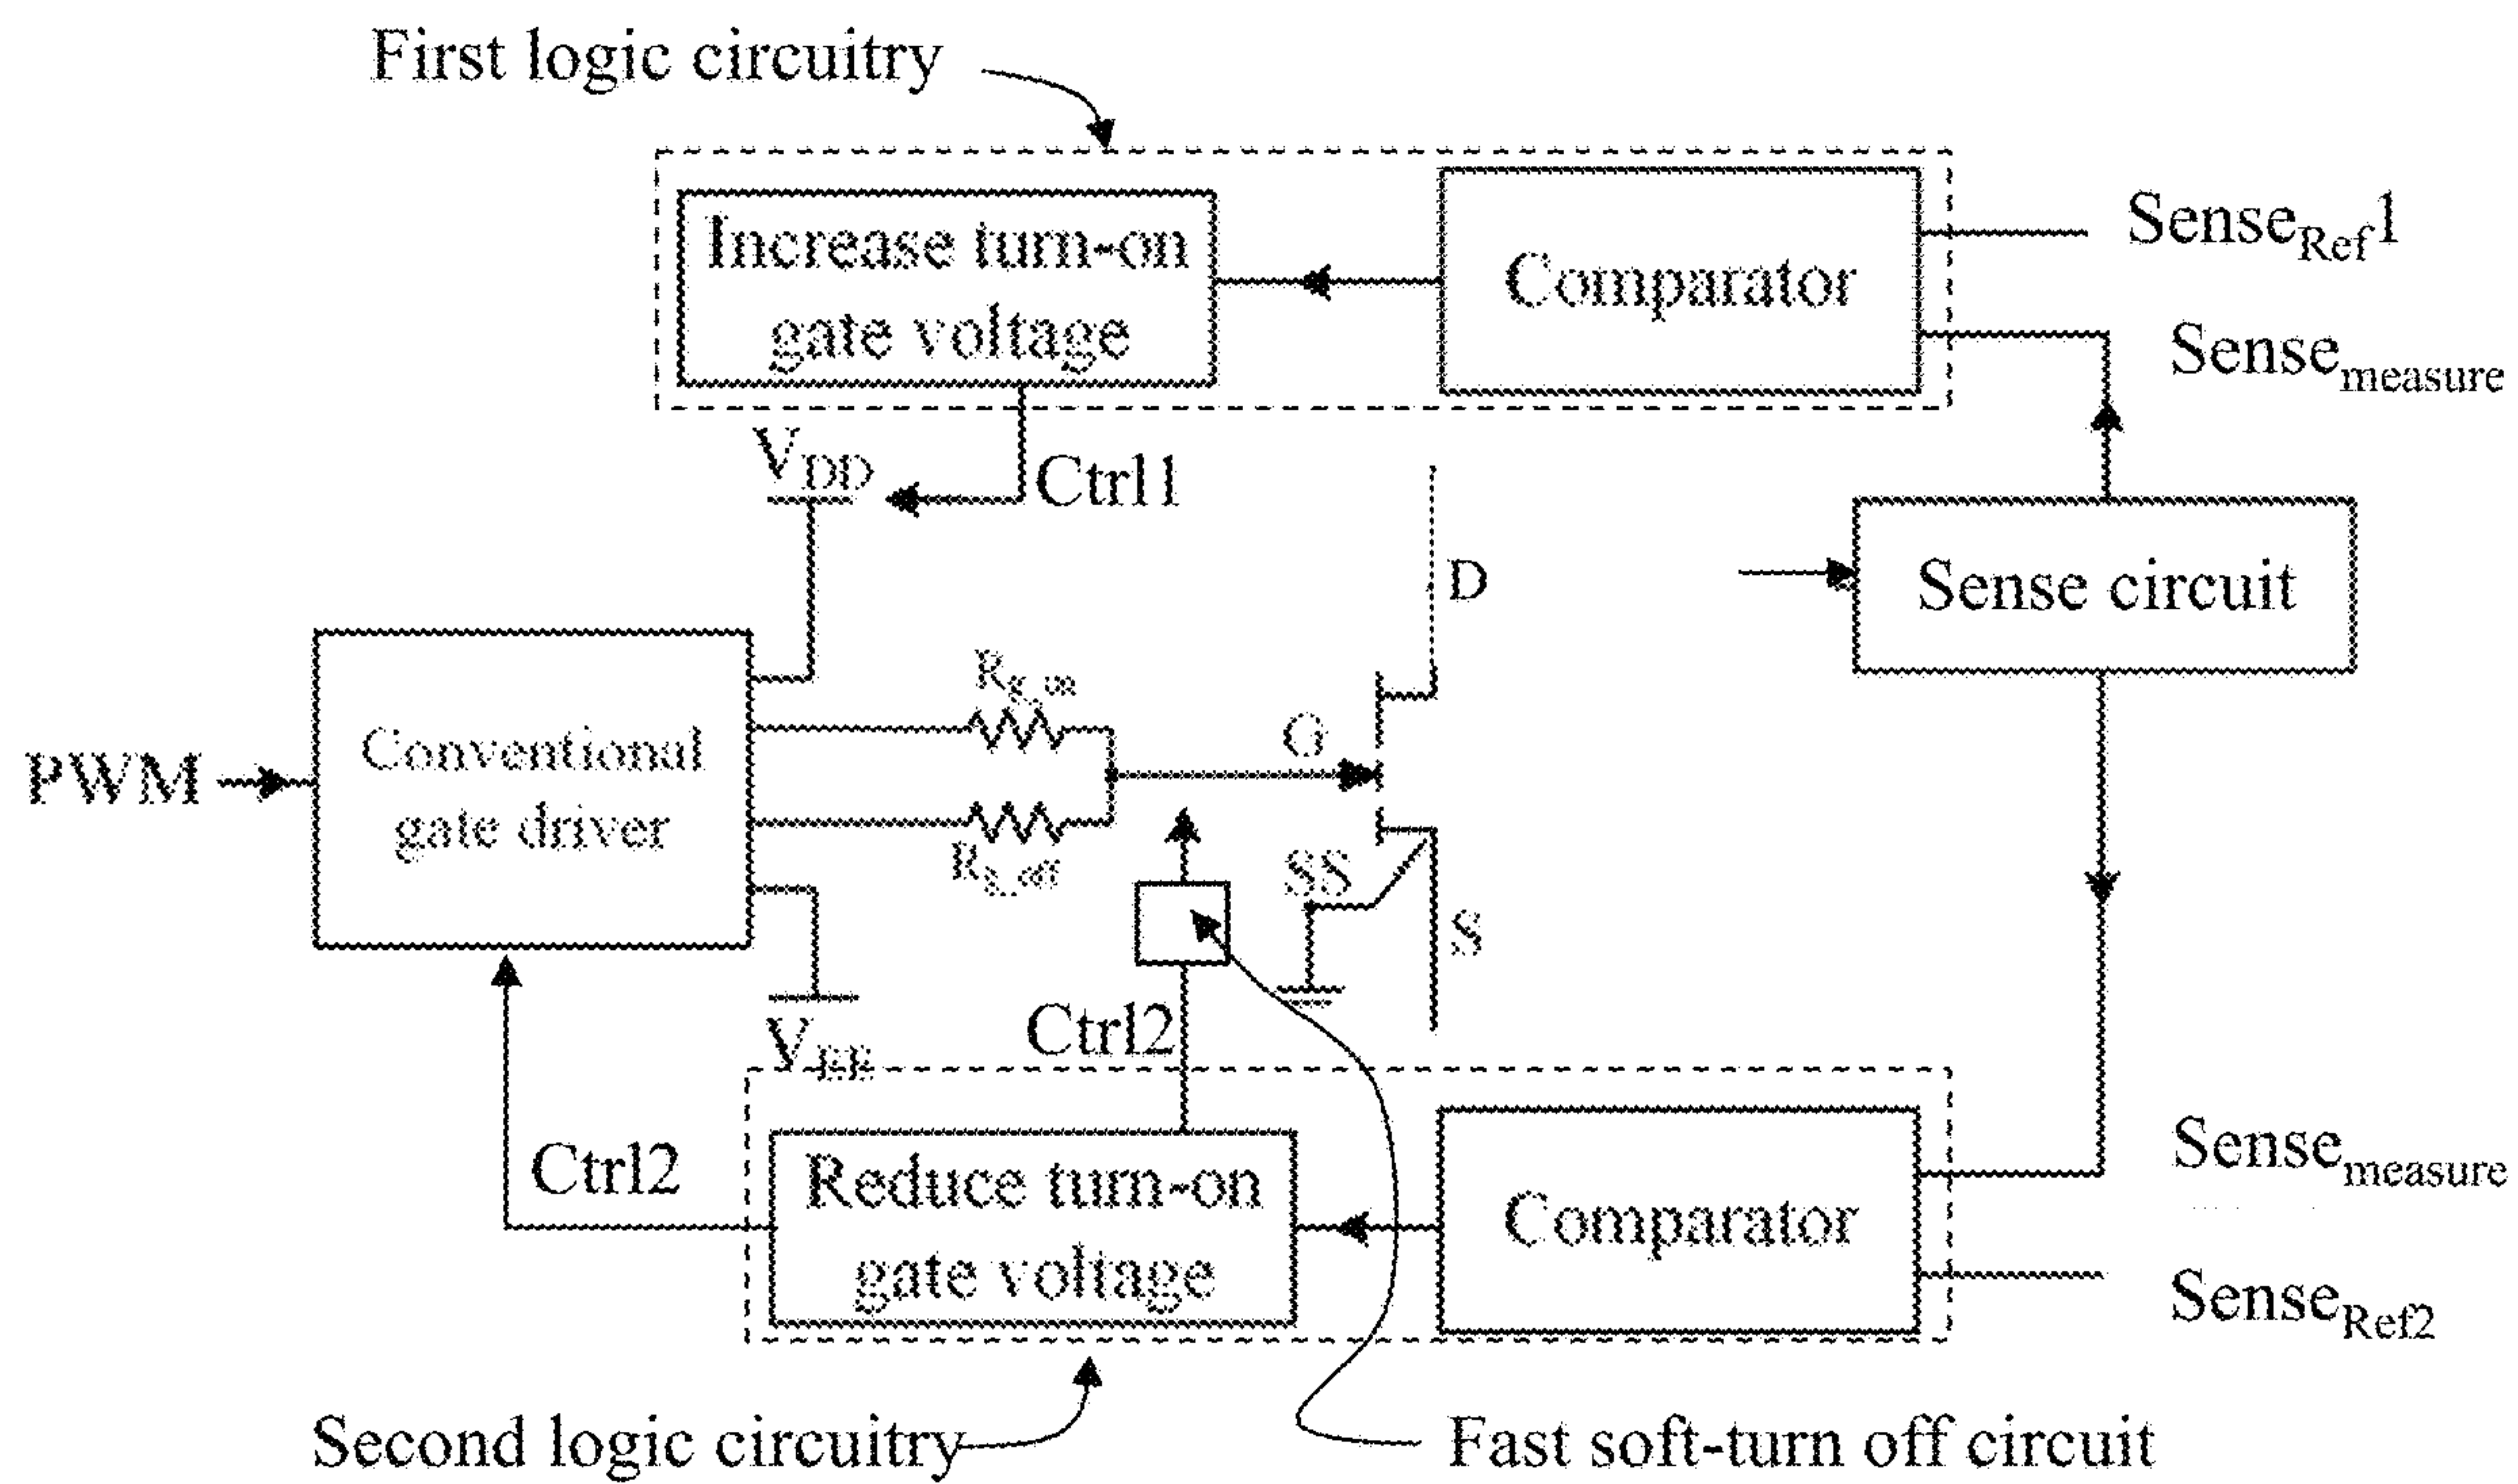 First logic circuitry
Increase turn-on
gate voltage
Comparator
Sense_Ref1
Sense_measure
V_DD
Ctrl1
D
Sense circuit
PWM
Conventional
gate driver
R_g_on
R_g_off
G
SS
S
V_EE
Ctrl2
Ctrl2
Reduce turn-on
gate voltage
Comparator
Sense_measure
Sense_Ref2
Second logic circuitry
Fast soft-turn off circuit